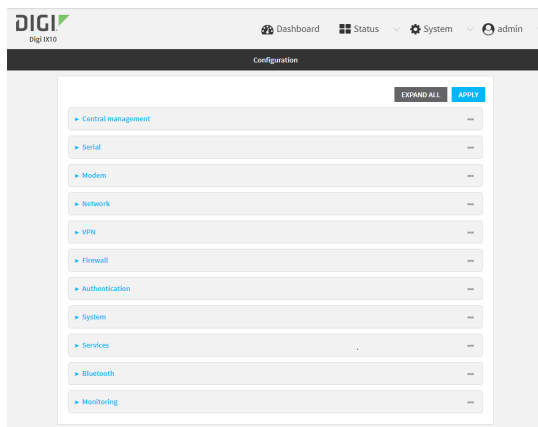 DIGI
Digi IX10
Dashboard Status System admin
Configuration
EXPAND ALL APPLY
Central management
Serial
Modem
Network
VPN
Firewall
Authentication
System
Services
Bluetooth
Monitoring